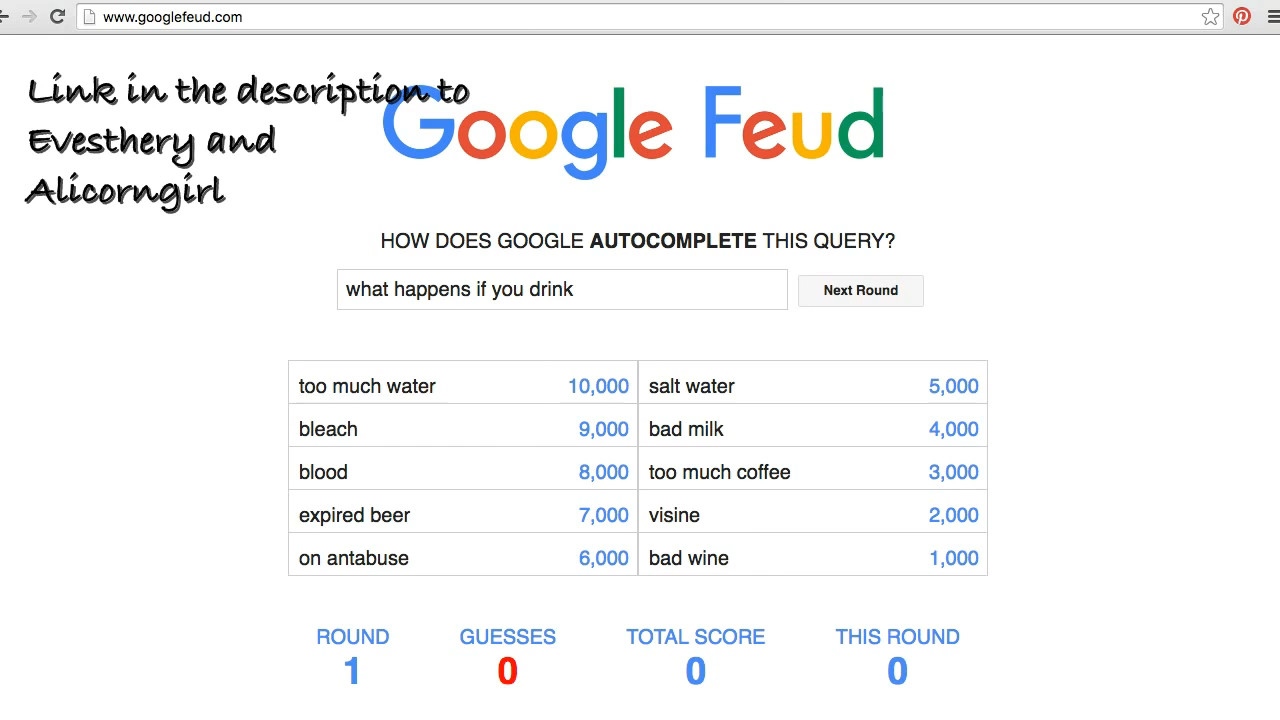 www.googlefeud.com
Link in the description to
Evesthery and
Alicorngirl
Google Feud
HOW DOES GOOGLE AUTOCOMPLETE THIS QUERY?
what happens if you drink
Next Round
too much water 10,000 salt water 5,000
bleach 9,000 bad milk 4,000
blood 8,000 too much coffee 3,000
expired beer 7,000 visine 2,000
on antabuse 6,000 bad wine 1,000
ROUND GUESSES TOTAL SCORE THIS ROUND
1 0 0 0